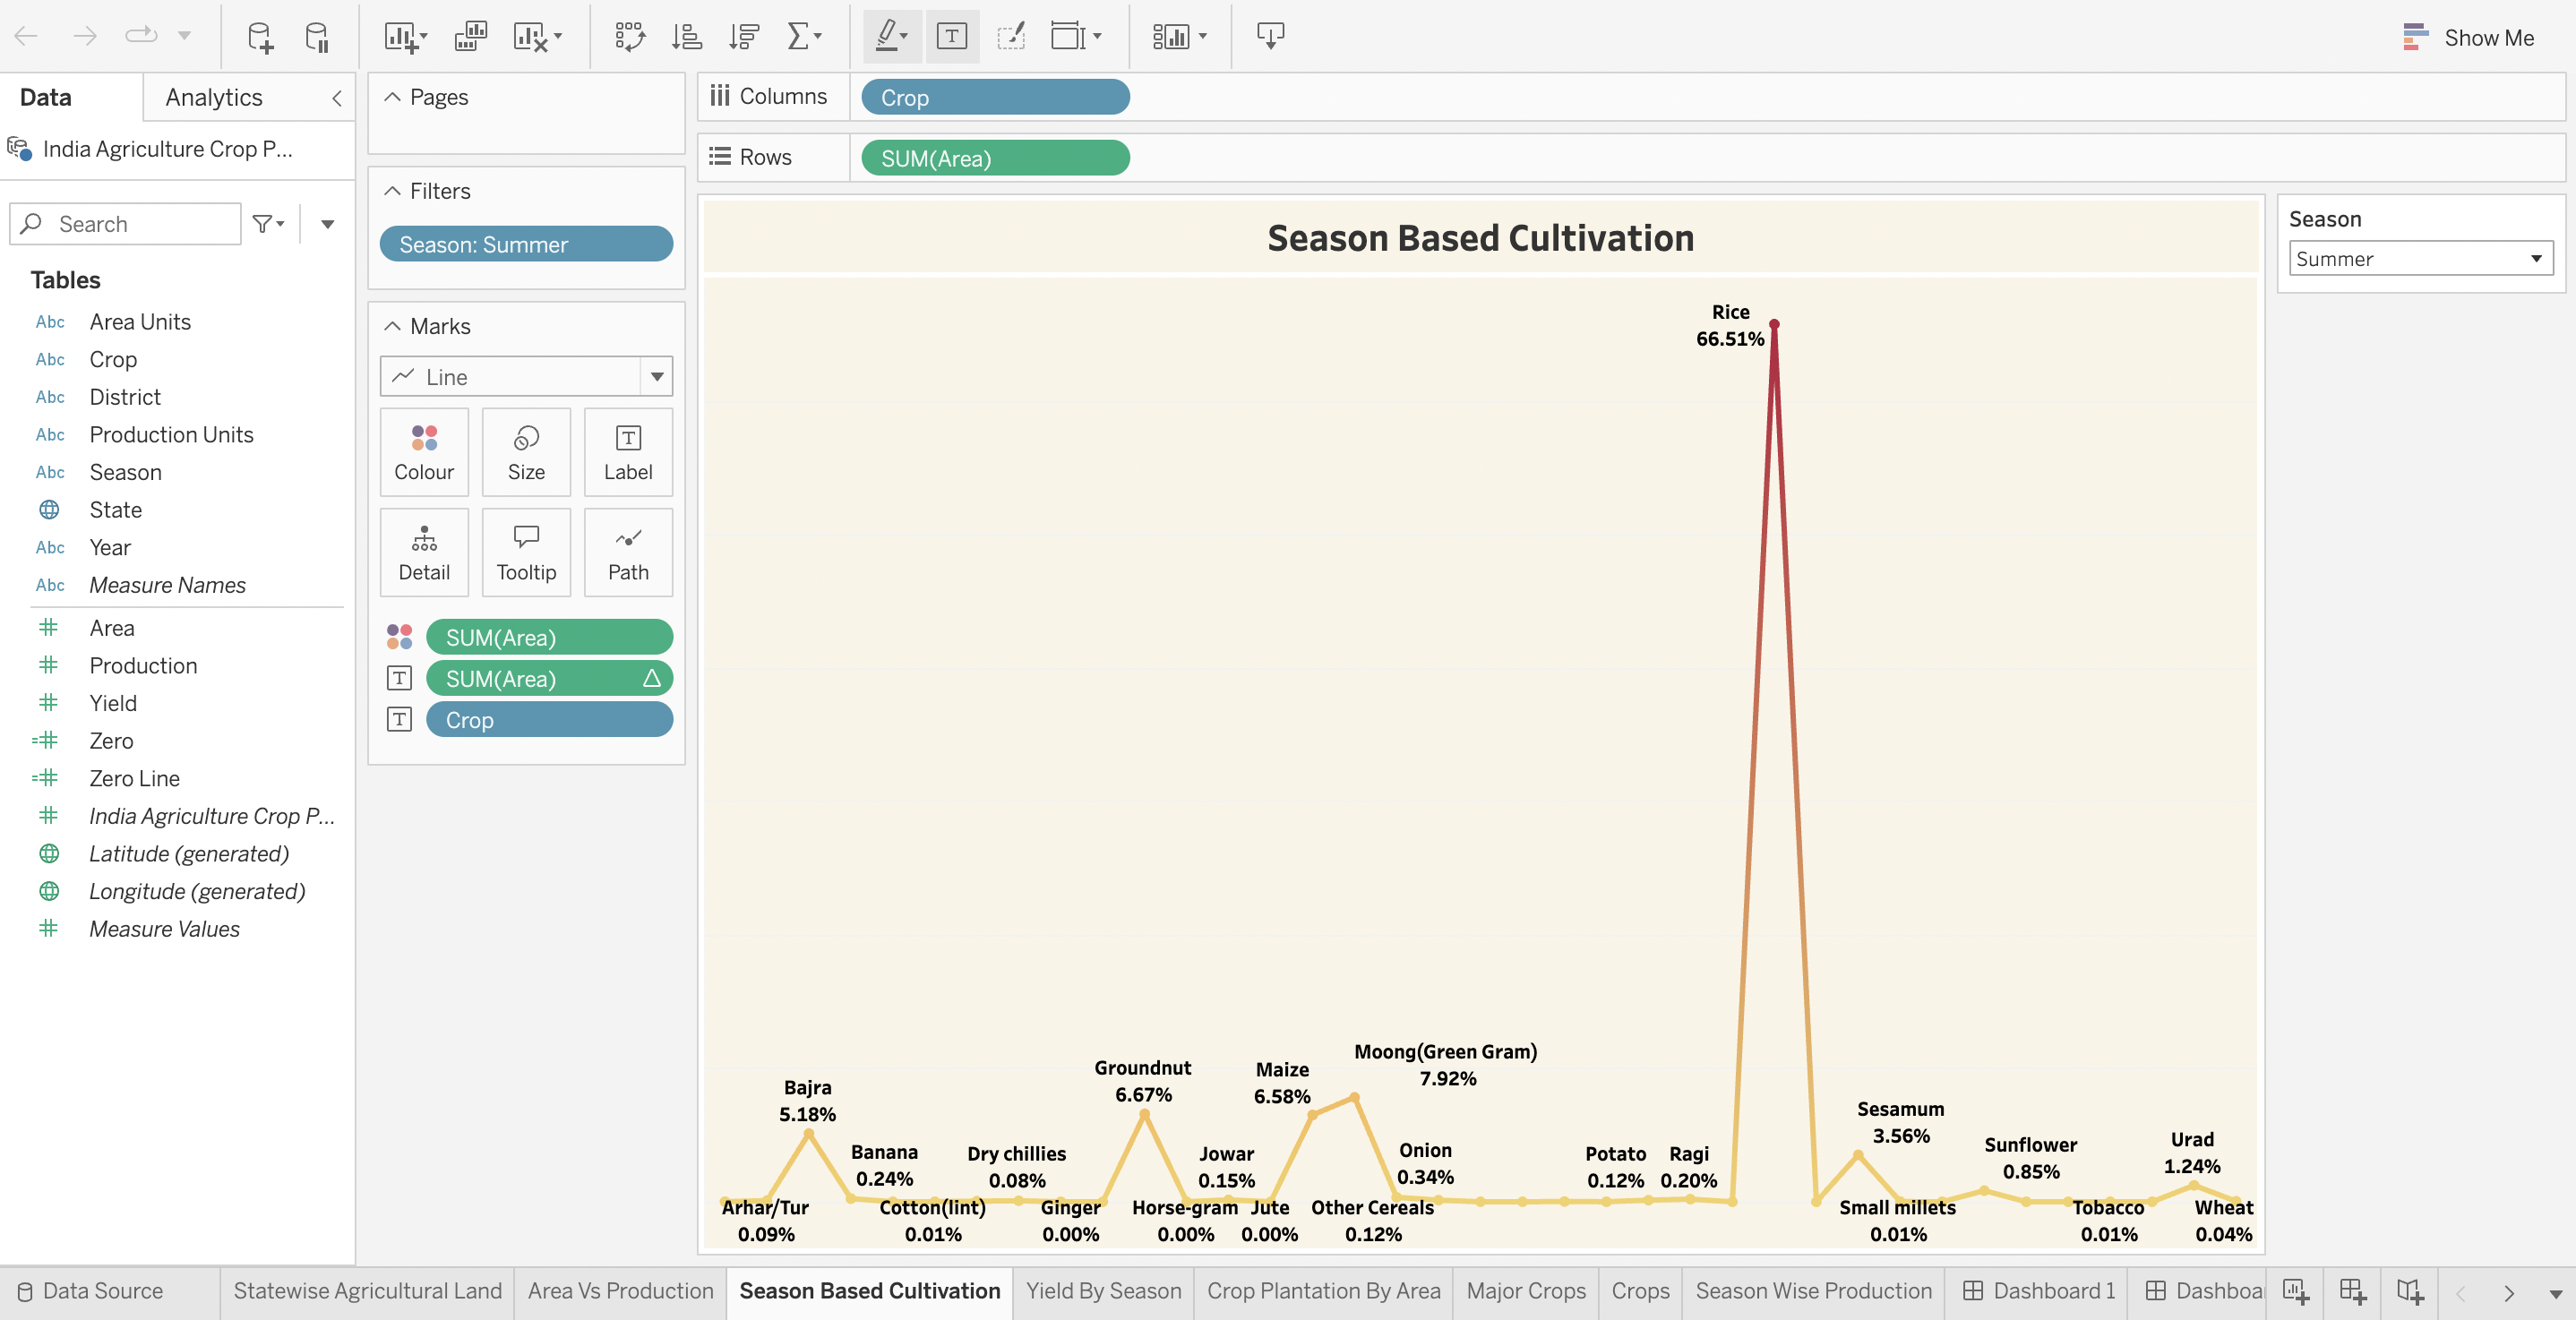 Show Me
Data
Analytics
India Agriculture Crop P...
Search
Tables
Abc Area Units
Abc Crop
Abc District
Abc Production Units
Abc Season
State
Abc Year
Abc Measure Names
Area
Production
Yield
Zero
Zero Line
India Agriculture Crop P...
Latitude (generated)
Longitude (generated)
Measure Values
Pages
Filters
Season: Summer
Marks
Line
Colour Size Label
Detail Tooltip Path
SUM(Area)
SUM(Area)
Crop
Columns Crop
Rows SUM(Area)
Season Based Cultivation
Rice
66.51%
Moong(Green Gram)
7.92%
Groundnut
6.67%
Maize
6.58%
Bajra
5.18%
Sesamum
3.56%
Banana
0.24%
Dry chillies
0.08%
Jowar
0.15%
Onion
0.34%
Potato
0.12%
Ragi
0.20%
Sunflower
0.85%
Urad
1.24%
Arhar/Tur
0.09%
Cotton(lint)
0.01%
Ginger
0.00%
Horse-gram
0.00%
Jute
0.00%
Other Cereals
0.12%
Small millets
0.01%
Tobacco
0.01%
Wheat
0.04%
Season
Summer
Data Source
Statewise Agricultural Land
Area Vs Production
Season Based Cultivation
Yield By Season
Crop Plantation By Area
Major Crops
Crops
Season Wise Production
Dashboard 1
Dashboa